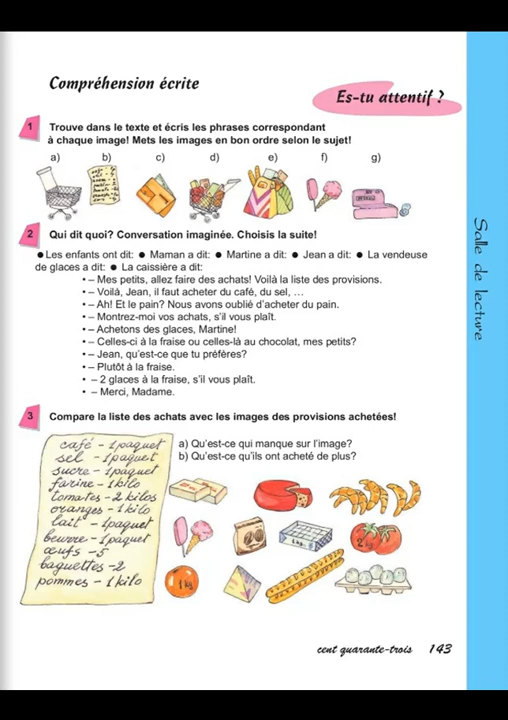 Compréhension écrite
Es-tu attentif ?
1 Trouve dans le texte et écris les phrases correspondant
à chaque image! Mets les images en bon ordre selon le sujet!
a) b) c) d) e) f) g)
2 Qui dit quoi? Conversation imaginée. Choisis la suite!
● Les enfants ont dit: ● Maman a dit: ● Martine a dit: ● Jean a dit: ● La vendeuse
de glaces a dit: ● La caissière a dit:
• – Mes petits, allez faire des achats! Voilà la liste des provisions.
• – Voilà, Jean, il faut acheter du café, du sel, ...
• – Ah! Et le pain? Nous avons oublié d'acheter du pain.
• – Montrez-moi vos achats, s'il vous plaît.
• – Achetons des glaces, Martine!
• – Celles-ci à la fraise ou celles-là au chocolat, mes petits?
• – Jean, qu'est-ce que tu préfères?
• – Plutôt à la fraise.
• – 2 glaces à la fraise, s'il vous plaît.
• – Merci, Madame.
3 Compare la liste des achats avec les images des provisions achetées!
café - 1 paquet
sel - 1 paquet
sucre - 1 paquet
farine - 1 kilo
tomates - 2 kilos
oranges - 1 kilo
lait - 1 paquet
beurre - 1 paquet
œufs - 5
baguettes - 2
pommes - 1 kilo
a) Qu'est-ce qui manque sur l'image?
b) Qu'est-ce qu'ils ont acheté de plus?
1 kg
2 kg
1 kg
Salle de lecture
cent quarante-trois 143